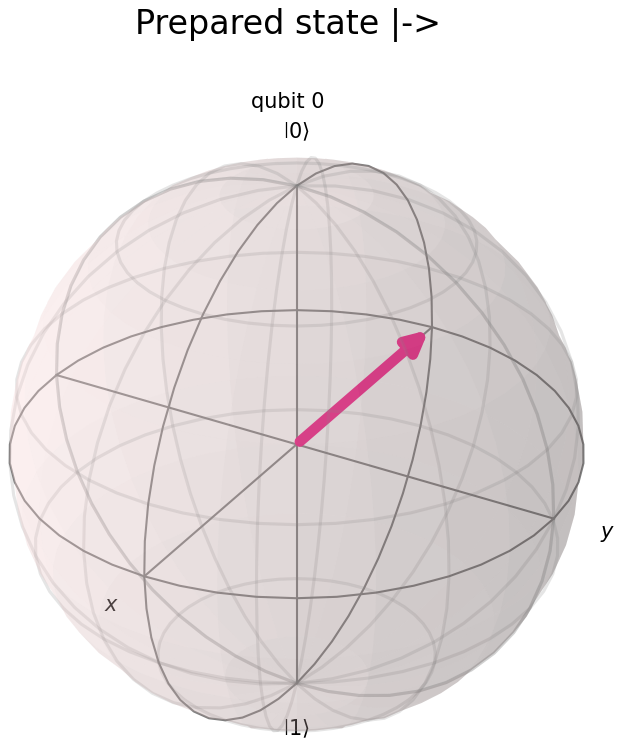 Prepared state |->
qubit 0
|0⟩
y
x
|1⟩